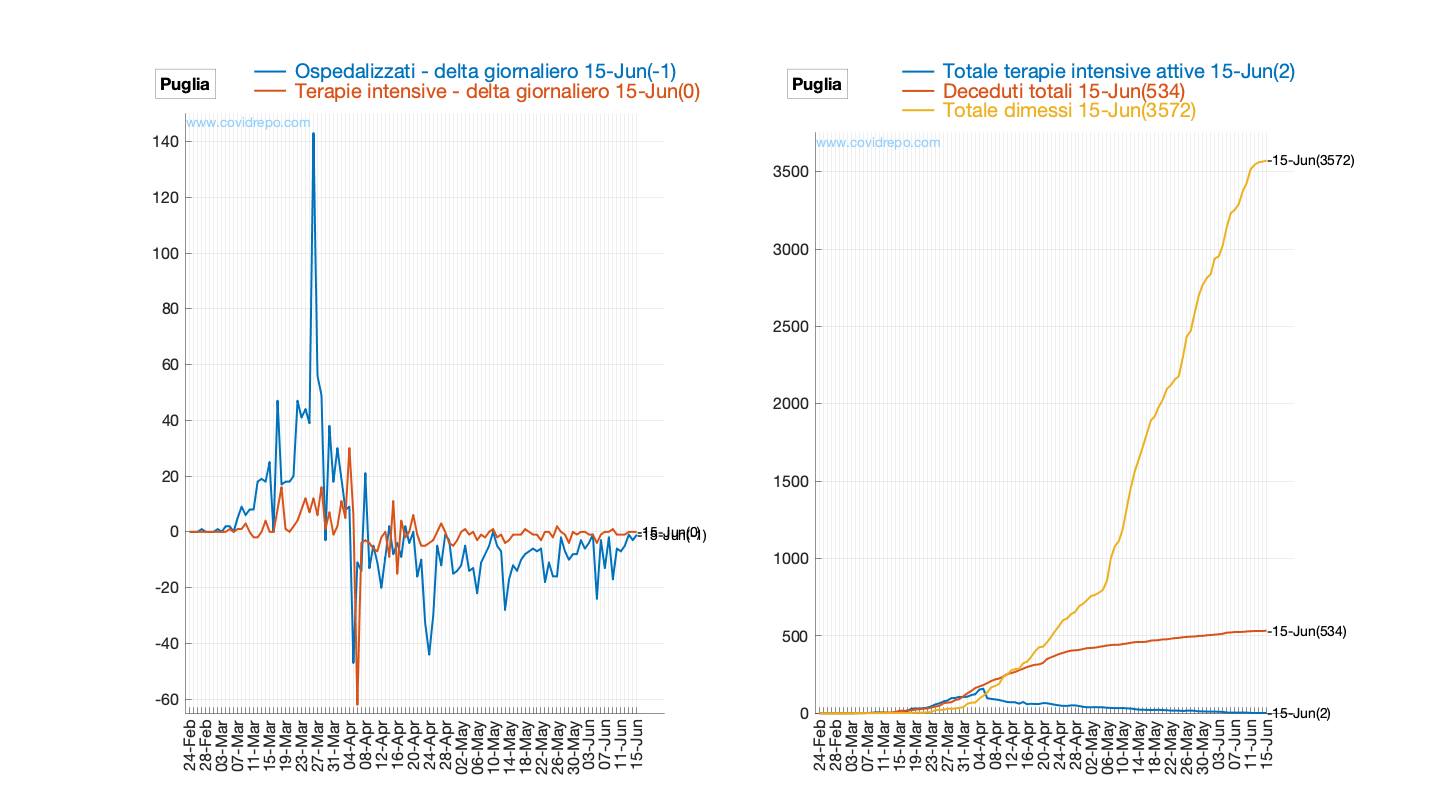 Puglia
Ospedalizzati - delta giornaliero 15-Jun(-1)
Terapie intensive - delta giornaliero 15-Jun(0)
www.covidrepo.com
140
120
100
80
60
40
20
0
-20
-40
-60
-15-Jun(0)
-15-Jun(-1)
24-Feb
28-Feb
03-Mar
07-Mar
11-Mar
15-Mar
19-Mar
23-Mar
27-Mar
31-Mar
04-Apr
08-Apr
12-Apr
16-Apr
20-Apr
24-Apr
28-Apr
02-May
06-May
10-May
14-May
18-May
22-May
26-May
30-May
03-Jun
07-Jun
11-Jun
15-Jun
Puglia
Totale terapie intensive attive 15-Jun(2)
Deceduti totali 15-Jun(534)
Totale dimessi 15-Jun(3572)
www.covidrepo.com
3500
3000
2500
2000
1500
1000
500
0
-15-Jun(3572)
-15-Jun(534)
-15-Jun(2)
24-Feb
28-Feb
03-Mar
07-Mar
11-Mar
15-Mar
19-Mar
23-Mar
27-Mar
31-Mar
04-Apr
08-Apr
12-Apr
16-Apr
20-Apr
24-Apr
28-Apr
02-May
06-May
10-May
14-May
18-May
22-May
26-May
30-May
03-Jun
07-Jun
11-Jun
15-Jun